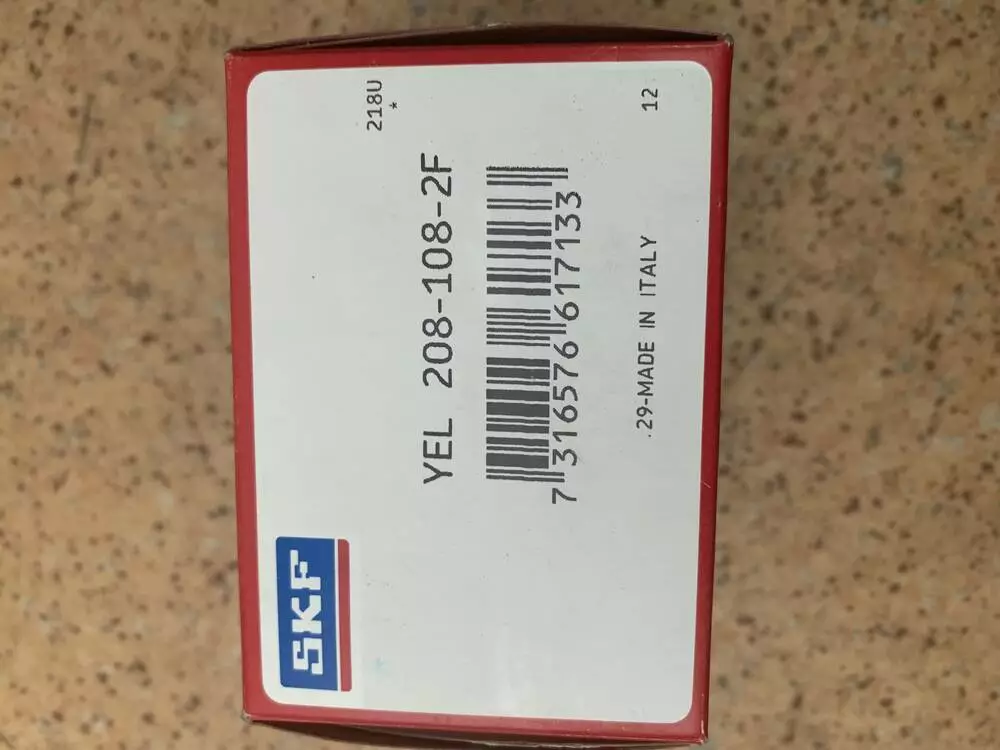 SKF
218U
*
YEL 208-108-2F
7 316576 617133
.29-MADE IN ITALY
12